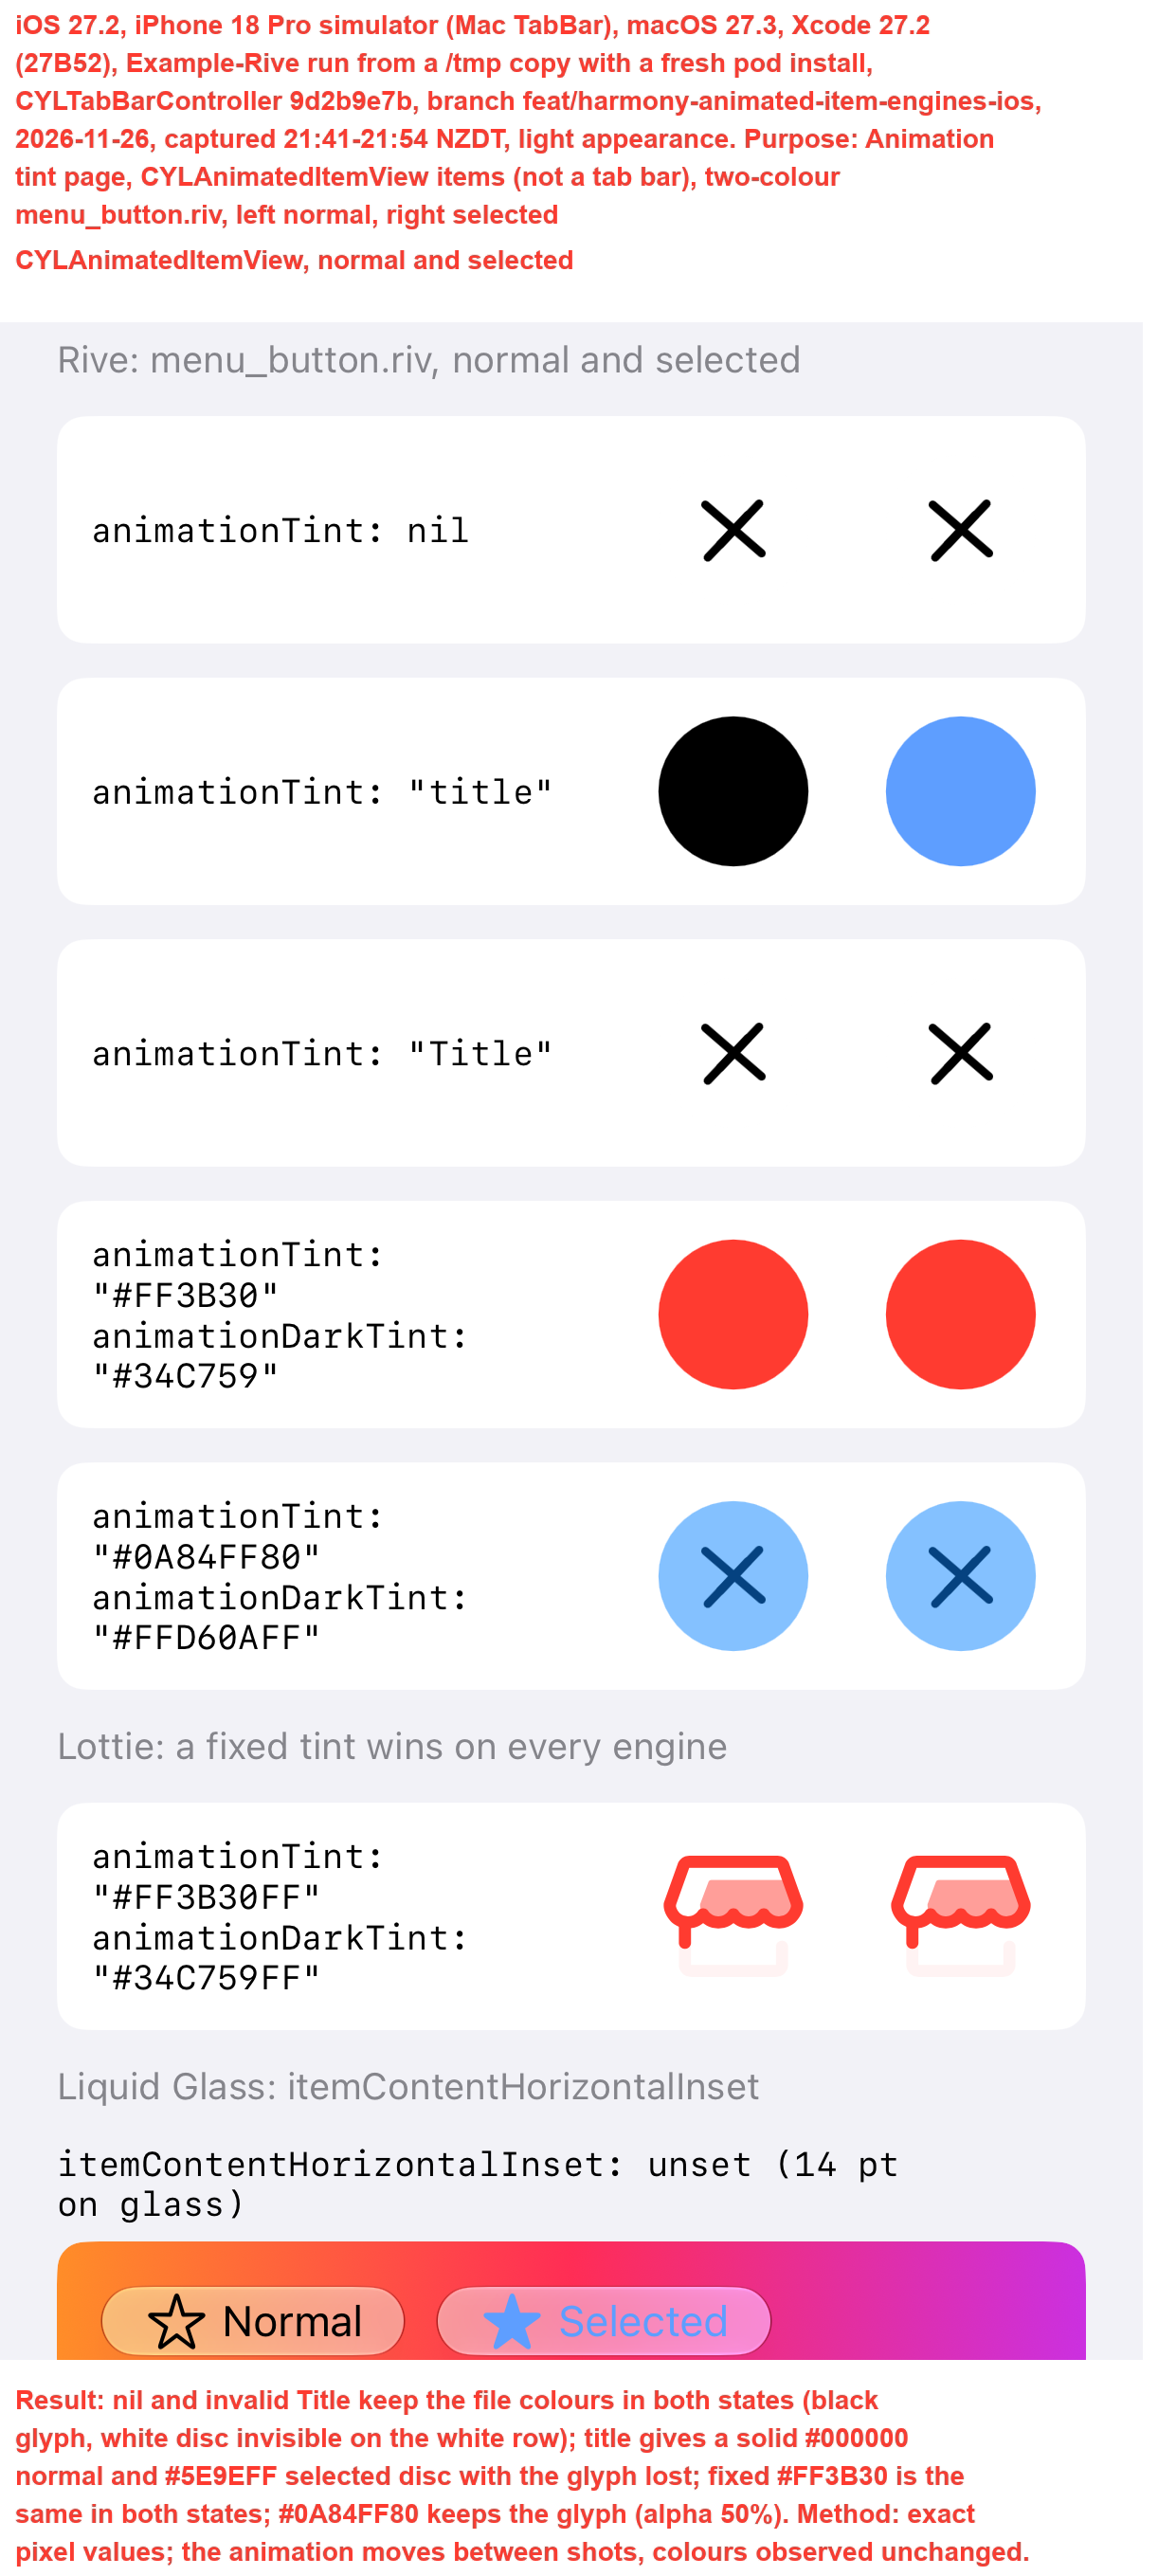 iOS 27.2, iPhone 18 Pro simulator (Mac TabBar), macOS 27.3, Xcode 27.2
(27B52), Example-Rive run from a /tmp copy with a fresh pod install,
CYLTabBarController 9d2b9e7b, branch feat/harmony-animated-item-engines-ios,
2026-11-26, captured 21:41-21:54 NZDT, light appearance. Purpose: Animation
tint page, CYLAnimatedItemView items (not a tab bar), two-colour
menu_button.riv, left normal, right selected
CYLAnimatedItemView, normal and selected
Rive: menu_button.riv, normal and selected
animationTint: nil
animationTint: "title"
animationTint: "Title"
animationTint:
"#FF3B30"
animationDarkTint:
"#34C759"
animationTint:
"#0A84FF80"
animationDarkTint:
"#FFD60AFF"
Lottie: a fixed tint wins on every engine
animationTint:
"#FF3B30FF"
animationDarkTint:
"#34C759FF"
Liquid Glass: itemContentHorizontalInset
itemContentHorizontalInset: unset (14 pt
on glass)
Normal Selected
Result: nil and invalid Title keep the file colours in both states (black
glyph, white disc invisible on the white row); title gives a solid #000000
normal and #5E9EFF selected disc with the glyph lost; fixed #FF3B30 is the
same in both states; #0A84FF80 keeps the glyph (alpha 50%). Method: exact
pixel values; the animation moves between shots, colours observed unchanged.